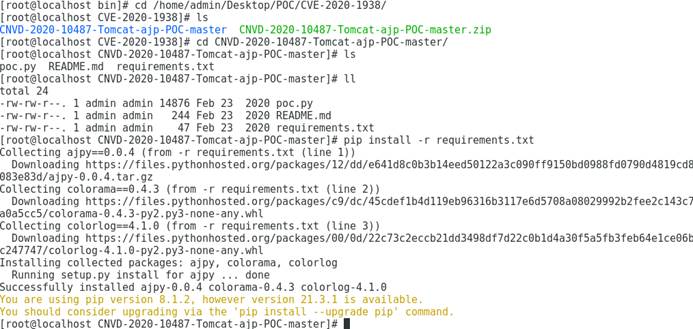 [root@localhost bin]# cd /home/admin/Desktop/POC/CVE-2020-1938/
[root@localhost CVE-2020-1938]# ls
CNVD-2020-10487-Tomcat-ajp-POC-master  CNVD-2020-10487-Tomcat-ajp-POC-master.zip
[root@localhost CVE-2020-1938]# cd CNVD-2020-10487-Tomcat-ajp-POC-master/
[root@localhost CNVD-2020-10487-Tomcat-ajp-POC-master]# ls
poc.py  README.md  requirements.txt
[root@localhost CNVD-2020-10487-Tomcat-ajp-POC-master]# ll
total 24
-rw-rw-r--. 1 admin admin 14876 Feb 23  2020 poc.py
-rw-rw-r--. 1 admin admin   244 Feb 23  2020 README.md
-rw-rw-r--. 1 admin admin    47 Feb 23  2020 requirements.txt
[root@localhost CNVD-2020-10487-Tomcat-ajp-POC-master]# pip install -r requirements.txt
Collecting ajpy==0.0.4 (from -r requirements.txt (line 1))
  Downloading https://files.pythonhosted.org/packages/12/dd/e641d8c0b3b14eed50122a3c090ff9150bd0988fd0790d4819cd8
083e83d/ajpy-0.0.4.tar.gz
Collecting colorama==0.4.3 (from -r requirements.txt (line 2))
  Downloading https://files.pythonhosted.org/packages/c9/dc/45cdef1b4d119eb96316b3117e6d5708a08029992b2fee2c143c7
a0a5cc5/colorama-0.4.3-py2.py3-none-any.whl
Collecting colorlog==4.1.0 (from -r requirements.txt (line 3))
  Downloading https://files.pythonhosted.org/packages/00/0d/22c73c2eccb21dd3498df7d22c0b1d4a30f5a5fb3feb64e1ce06b
c247747/colorlog-4.1.0-py2.py3-none-any.whl
Installing collected packages: ajpy, colorama, colorlog
  Running setup.py install for ajpy ... done
Successfully installed ajpy-0.0.4 colorama-0.4.3 colorlog-4.1.0
You are using pip version 8.1.2, however version 21.3.1 is available.
You should consider upgrading via the 'pip install --upgrade pip' command.
[root@localhost CNVD-2020-10487-Tomcat-ajp-POC-master]#